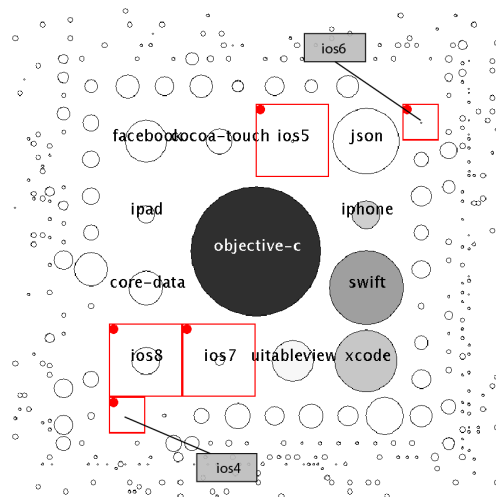 ios6
facebook cocoa-touch ios5 json
ipad iphone
objective-c
core-data swift
ios8 ios7 uitableview xcode
ios4